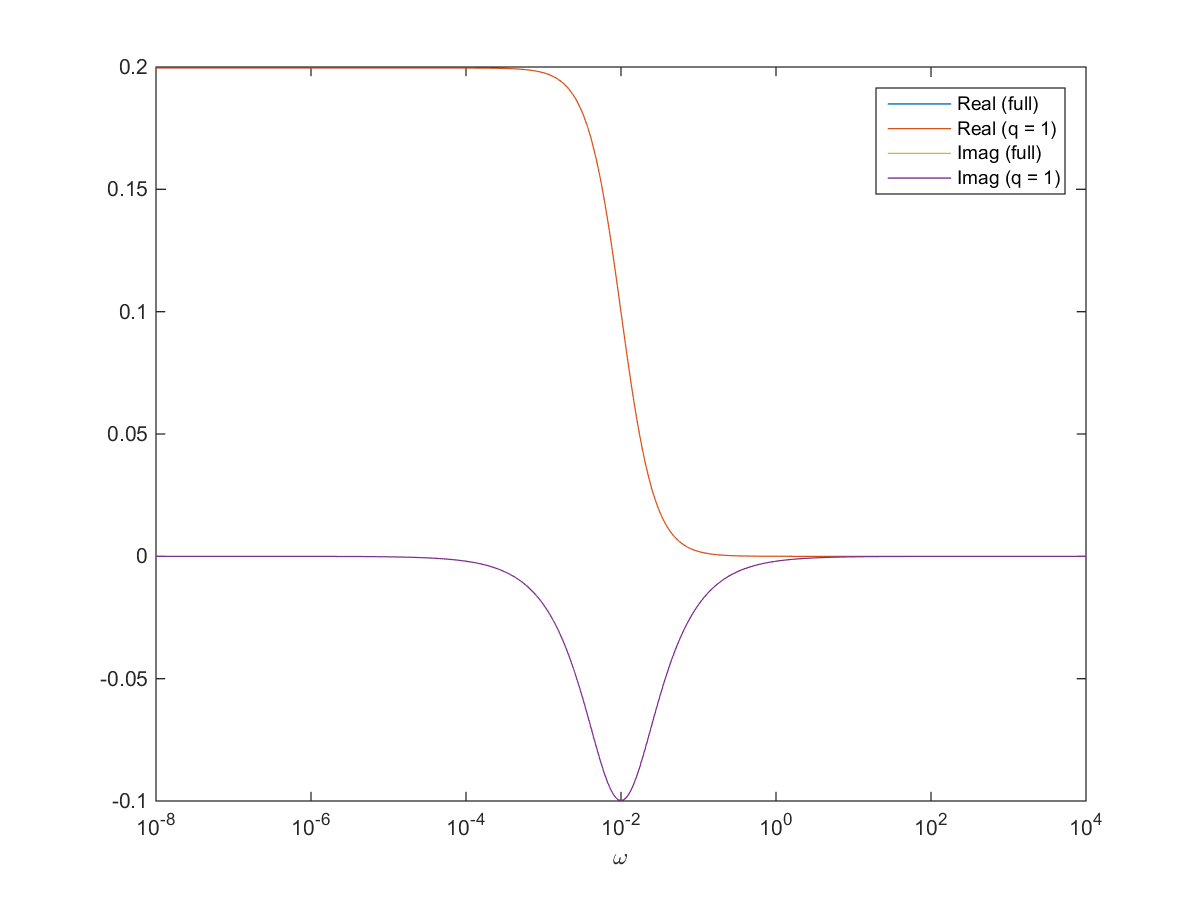 0.2
0.15
0.1
0.05
0
-0.05
-0.1
10^-8
10^-6
10^-4
10^-2
10^0
10^2
10^4
ω
Real (full)
Real (q = 1)
Imag (full)
Imag (q = 1)